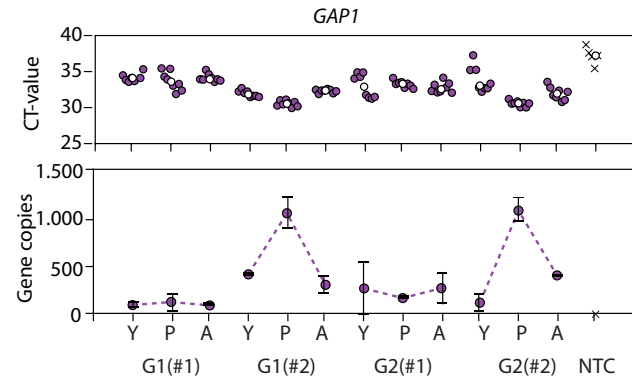 GAP1
40
35
30
25
CT-value
1.500
1.000
500
0
Gene copies
Y P A Y P A Y P A Y P A
G1(#1) G1(#2) G2(#1) G2(#2) NTC